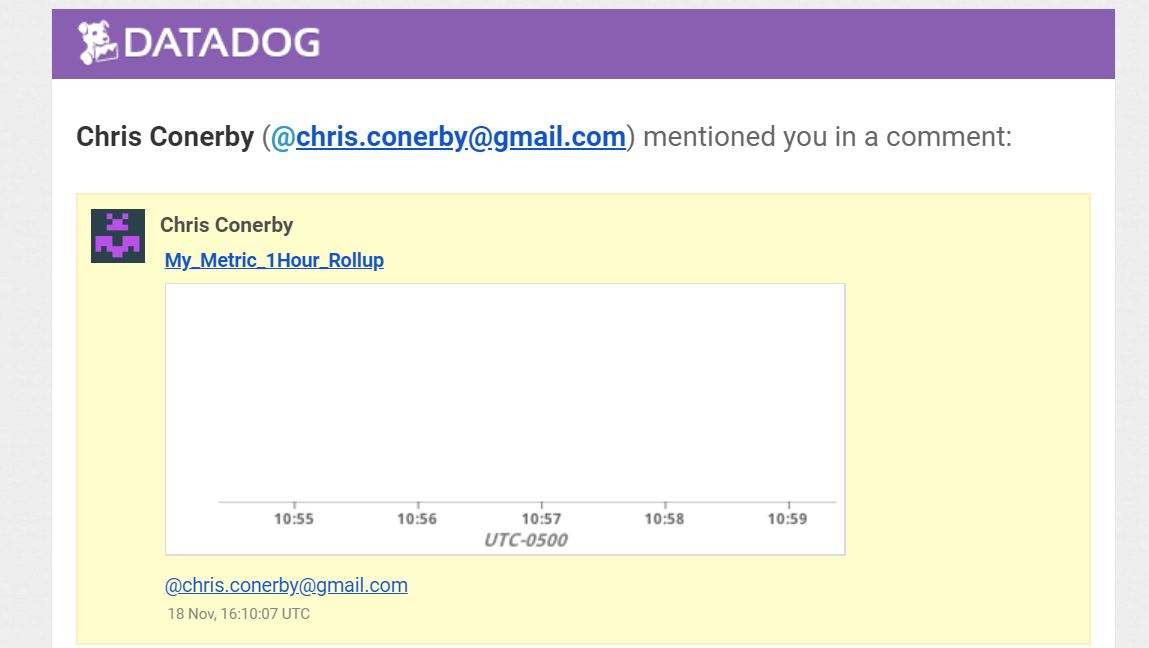 DATADOG
Chris Conerby (@chris.conerby@gmail.com) mentioned you in a comment:
Chris Conerby
My_Metric_1Hour_Rollup
10:55 10:56 10:57 10:58 10:59
UTC-0500
@chris.conerby@gmail.com
18 Nov, 16:10:07 UTC